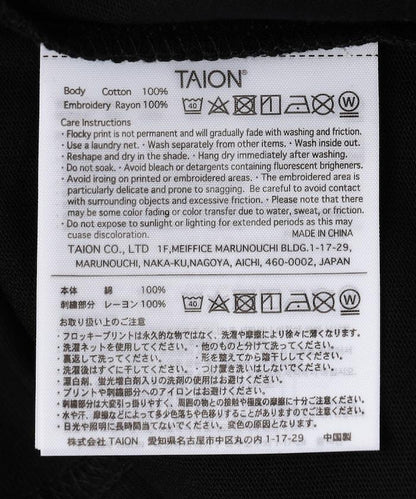 TAION®
Body Cotton 100%
Embroidery Rayon 100%
Care Instructions
・Flocky print is not permanent and will gradually fade with washing and friction.
・Use a laundry net. ・Wash separately from other items. ・Wash inside out.
・Reshape and dry in the shade. ・Hang dry immediately after washing.
・Do not soak. ・Avoid bleach or detergents containing fluorescent brigheners.
・Avoid ironing on printed or embroidered areas. ・The embroidered area is
particularly delicate and prone to snagging. Be careful to avoid contact
with surrounding objects and excessive friction. ・Please note that there
may be some color fading or color transfer due to water, sweat, or friction.
・Do not expose to sunlight or lighting for extended periods as this may
cuase discoloration.
MADE IN CHINA
TAION CO., LTD 1F,MEIFFICE MARUNOUCHI BLDG.1-17-29,
MARUNOUCHI, NAKA-KU,NAGOYA, AICHI, 460-0002, JAPAN
本体 綿 100%
刺繍部分 レーヨン 100%
お取り扱い上のご注意
・フロッキープリントは永久的な物ではなく、洗濯や摩擦により徐々に薄くなります。
・洗濯ネットを使用してください。 ・他のものと分けて洗ってください。
・裏返して洗ってください。 ・形を整えてから陰干ししてください。
・洗濯後はすぐに干してください。・つけ置き洗いはしないでください。
・漂白剤、蛍光増白剤入りの洗剤の使用はお避けください。
・プリントや刺繍部分へのアイロンはお避けください。
・刺繍部分は大変引っ掛かりやすく、周囲の物との接触や極度の摩擦に十分ご注意ください。
・水や汗、摩擦などによって多少色落ちや色移りすることがありますのでご注意ください。
・日光や照明に長時間当てると変色の原因になりますのでご注意ください。
株式会社 TAION 愛知県名古屋市中区丸の内 1-17-29 中国製